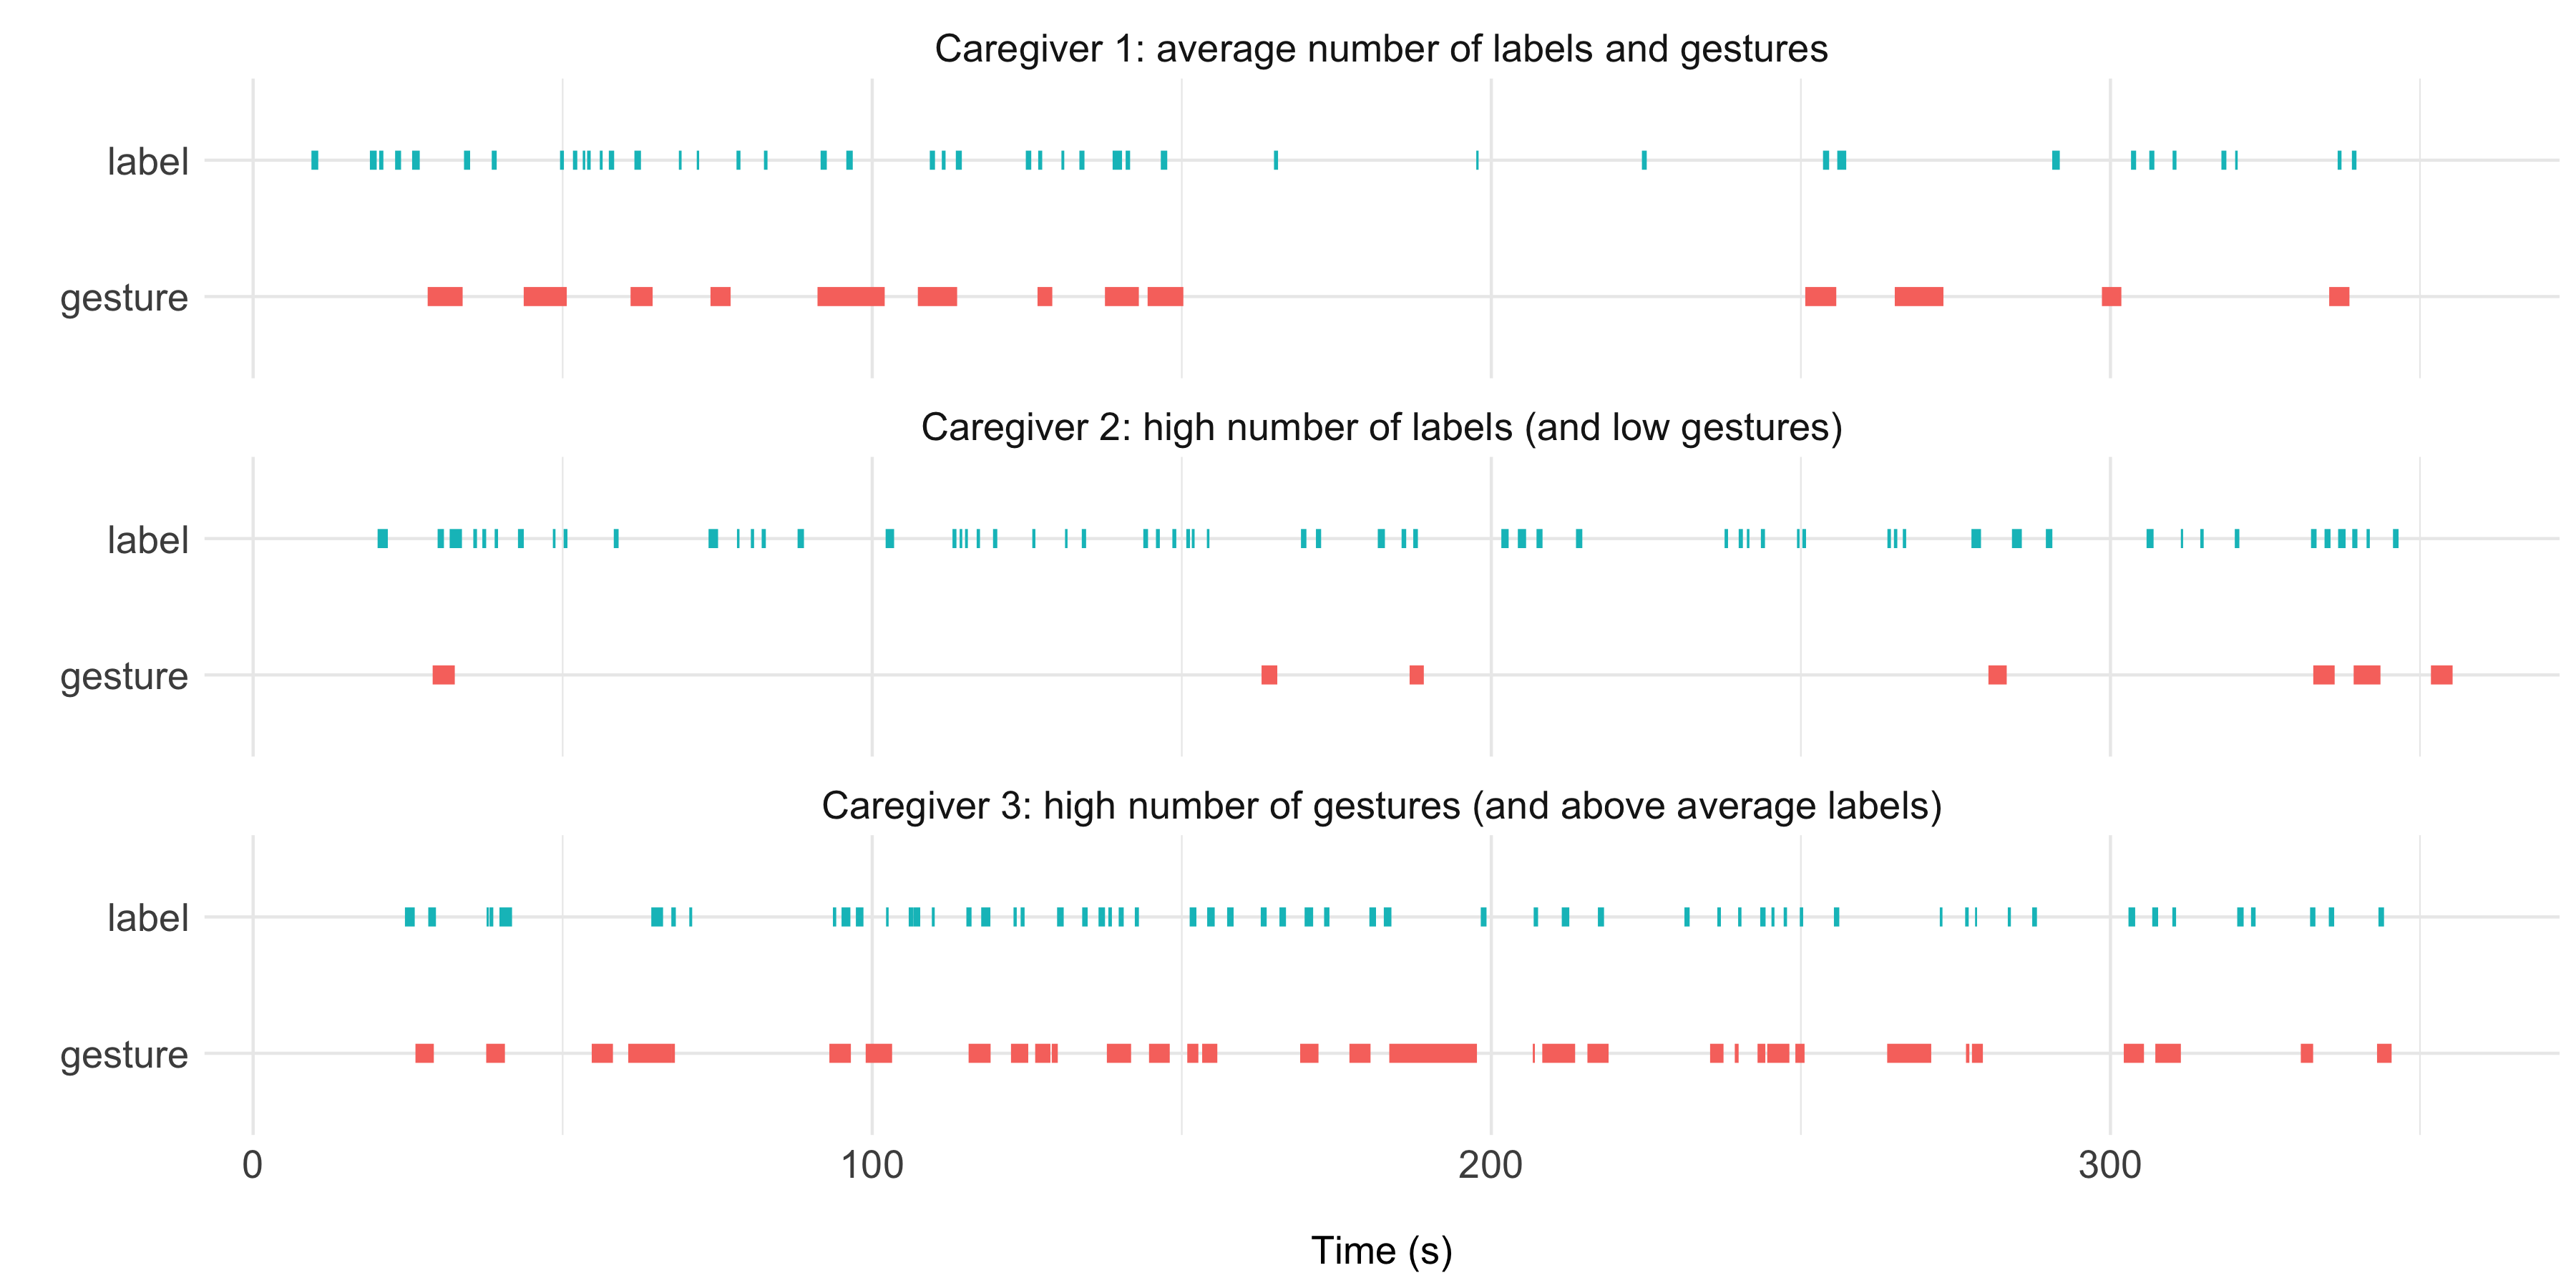 Caregiver 1: average number of labels and gestures
label
gesture
Caregiver 2: high number of labels (and low gestures)
label
gesture
Caregiver 3: high number of gestures (and above average labels)
label
gesture
0 100 200 300
Time (s)